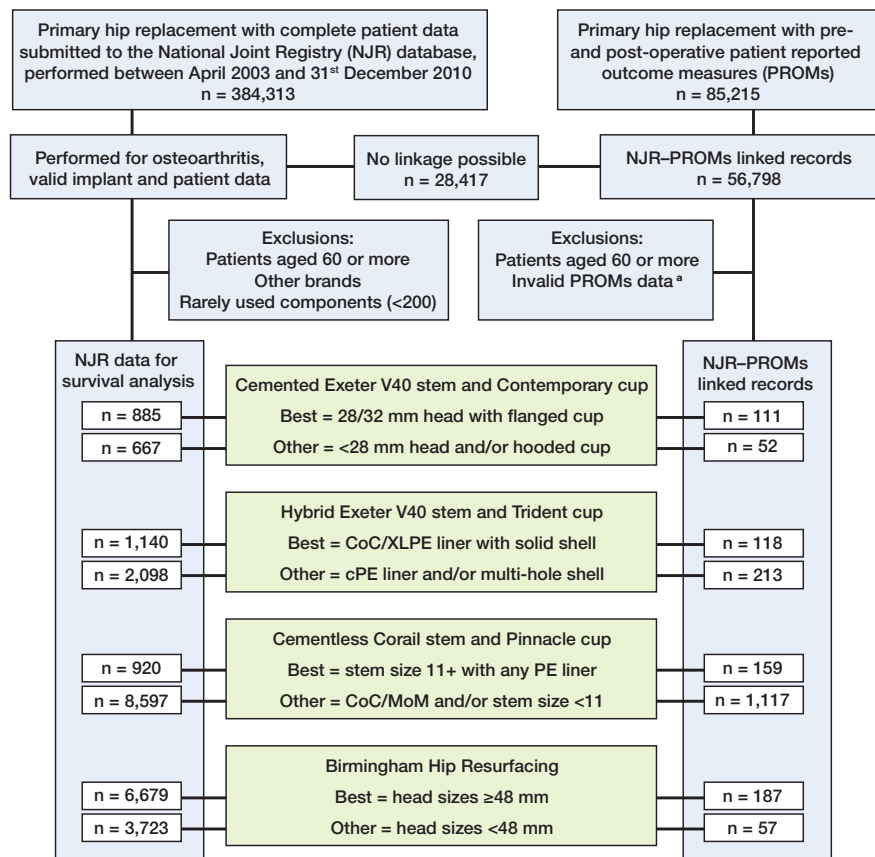 Primary hip replacement with complete patient data
submitted to the National Joint Registry (NJR) database,
performed between April 2003 and 31st December 2010
n = 384,313
Primary hip replacement with pre-
and post-operative patient reported
outcome measures (PROMs)
n = 85,215
Performed for osteoarthritis,
valid implant and patient data
No linkage possible
n = 28,417
NJR–PROMs linked records
n = 56,798
Exclusions:
Patients aged 60 or more
Other brands
Rarely used components (<200)
Exclusions:
Patients aged 60 or more
Invalid PROMs data a
NJR data for
survival analysis
NJR–PROMs
linked records
Cemented Exeter V40 stem and Contemporary cup
n = 885
Best = 28/32 mm head with flanged cup
n = 111
n = 667
Other = <28 mm head and/or hooded cup
n = 52
Hybrid Exeter V40 stem and Trident cup
n = 1,140
Best = CoC/XLPE liner with solid shell
n = 118
n = 2,098
Other = cPE liner and/or multi-hole shell
n = 213
Cementless Corail stem and Pinnacle cup
n = 920
Best = stem size 11+ with any PE liner
n = 159
n = 8,597
Other = CoC/MoM and/or stem size <11
n = 1,117
Birmingham Hip Resurfacing
n = 6,679
Best = head sizes ≥48 mm
n = 187
n = 3,723
Other = head sizes <48 mm
n = 57